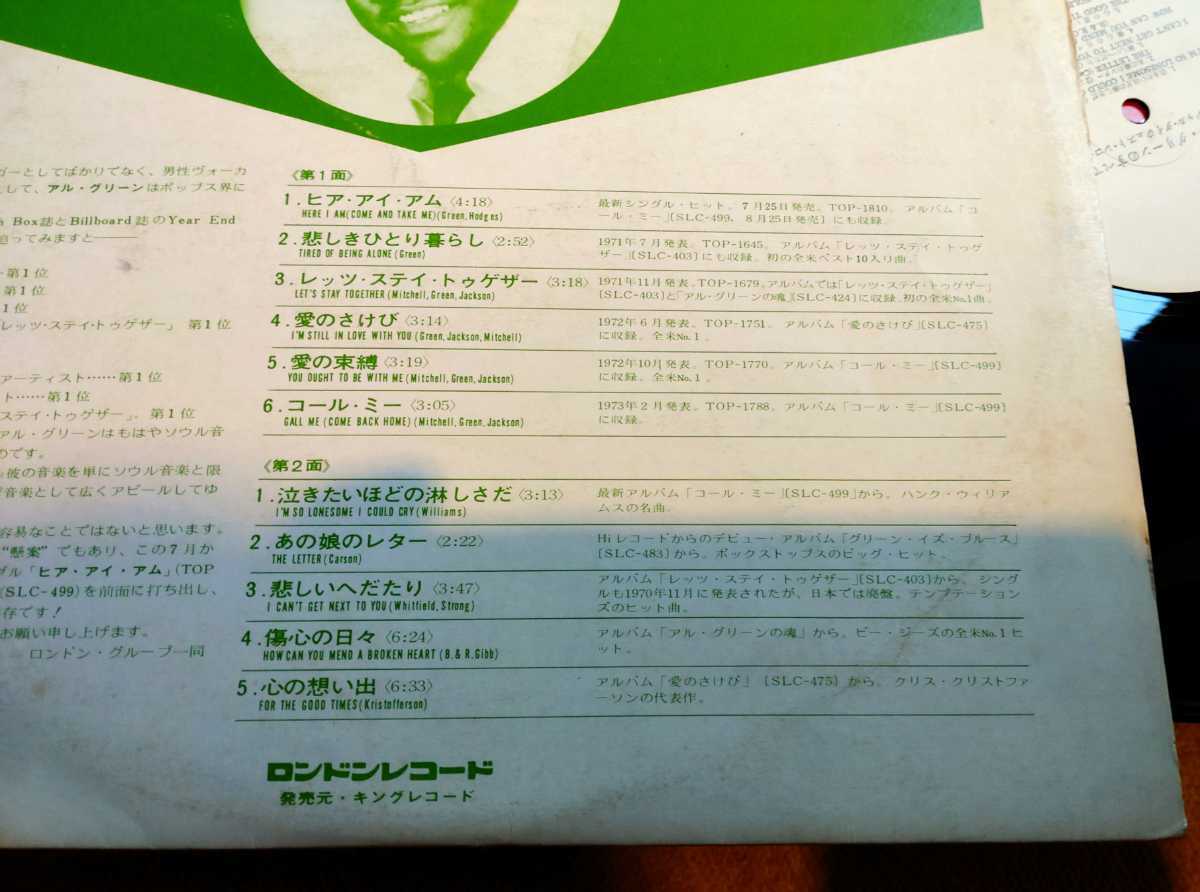 ガーとしてばかりでなく、男性ヴォーカ
して、アル・グリーンはポップス界に
Box誌とBillboard誌のYear End
ってみますと——
第1位
第1位
1位
レッツ・ステイ・トゥゲザー」 第1位
アーティスト……第1位
ト……第1位
ステイ・トゥゲザー」、第1位
アル・グリーンはもはやソウル音
のです。
彼の音楽を単にソウル音楽と限
音楽として広くアピールしてゆ
容易なことではないと思います。
“懸案”でもあり、この7月か
グル「ヒア・アイ・アム」(TOP
(SLC-499)を前面に打ち出し、
存です!
お願い申し上げます。
ロンドン・グループ一同
《第1面》
1.ヒア・アイ・アム〈4:18〉
HERE I AM(COME AND TAKE ME)(Green,Hodges)
最新シングル・ヒット。7月25日発売。TOP-1810。アルバム「コ
ール・ミー」[SLC-499、8月25日発売]にも収録。
2.悲しきひとり暮らし〈2:52〉
TIRED OF BEING ALONE(Green)
1971年7月発表。TOP-1645。アルバム「レッツ・ステイ・トゥゲ
ザー」[SLC-403]にも収録。初の全米ベスト10入り曲。
3.レッツ・ステイ・トゥゲザー〈3:18〉
LET'S STAY TOGETHER(Mitchell,Green,Jackson)
1971年11月発表。TOP-1679。アルバムでは「レッツ・ステイ・トゥゲザー」
[SLC-403]と「アル・グリーンの魂」[SLC-424]に収録。初の全米No.1曲。
4.愛のさけび〈3:14〉
I'M STILL IN LOVE WITH YOU(Green,Jackson,Mitchell)
1972年6月発表。TOP-1751。アルバム「愛のさけび」[SLC-475]
に収録。全米No.1。
5.愛の束縛〈3:19〉
YOU OUGHT TO BE WITH ME(Mitchell,Green,Jackson)
1972年10月発表。TOP-1770。アルバム「コール・ミー」[SLC-499]
に収録。全米No.1。
6.コール・ミー〈3:05〉
GALL ME(COME BACK HOME)(Mitchell,Green,Jackson)
1973年2月発表。TOP-1788。アルバム「コール・ミー」[SLC-499]
に収録。
《第2面》
1.泣きたいほどの淋しさだ〈3:13〉
I'M SO LONESOME I COULD CRY(Williams)
最新アルバム「コール・ミー」[SLC-499]から。ハンク・ウィリア
ムスの名曲。
2.あの娘のレター〈2:22〉
THE LETTER(Carson)
Hiレコードからのデビュー・アルバム「グリーン・イズ・ブルース」
[SLC-483]から。ボックストップスのビッグ・ヒット。
3.悲しいへだたり〈3:47〉
I CAN'T GET NEXT TO YOU(Whitfield,Strong)
アルバム「レッツ・ステイ・トゥゲザー」[SLC-403]から。シング
ルも1970年11月に発表されたが、日本では廃盤。テンプテーション
ズのヒット曲。
4.傷心の日々〈6:24〉
HOW CAN YOU MEND A BROKEN HEART(B.& R.Gibb)
アルバム「アル・グリーンの魂」から。ビー・ジーズの全米No.1ヒ
ット。
5.心の想い出〈6:33〉
FOR THE GOOD TIMES(Kristofferson)
アルバム「愛のさけび」[SLC-475]から。クリス・クリストファ
ーソンの代表作。
ロンドンレコード
発売元・キングレコード
HOW CAN YOU MEND
I CAN'T GET NEXT TO YOU
THE LETTER
I'M SO LONESOME I COULD
グリーンのすべて